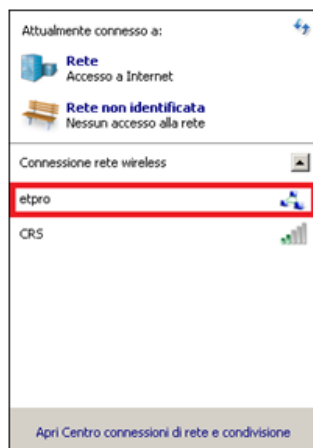 Attualmente connesso a:
Rete
Accesso a Internet
Rete non identificata
Nessun accesso alla rete
Connessione rete wireless
etpro
CRS
Apri Centro connessioni di rete e condivisione